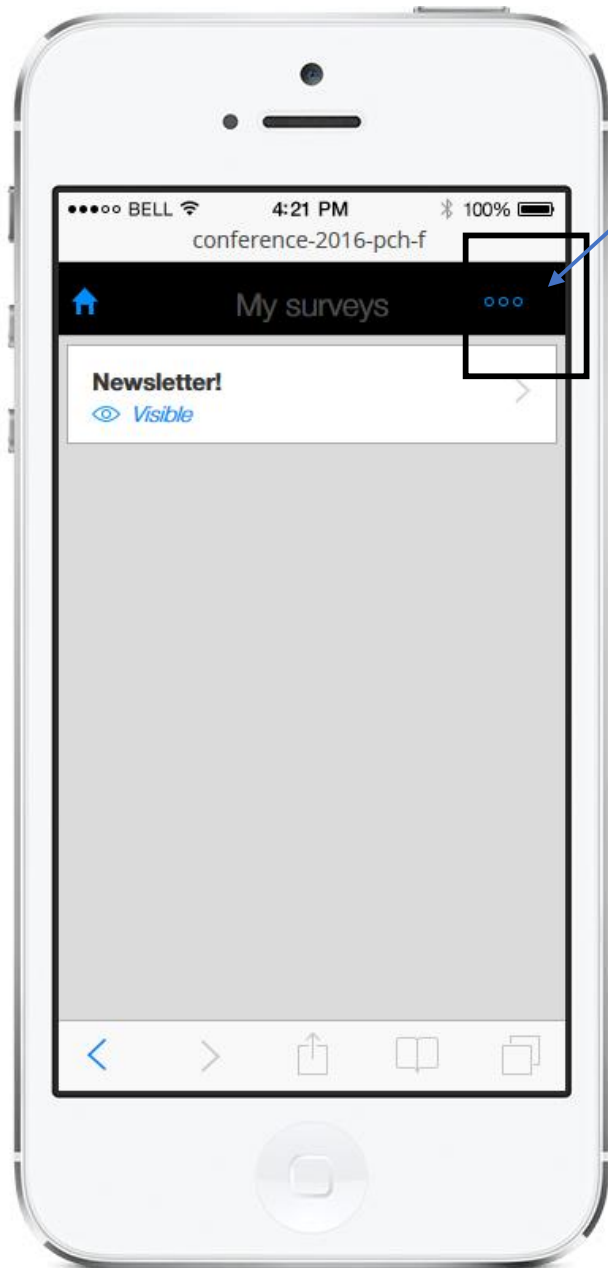 BELL 4:21 PM 100%
conference-2016-pch-f
My surveys
Newsletter!
Visible